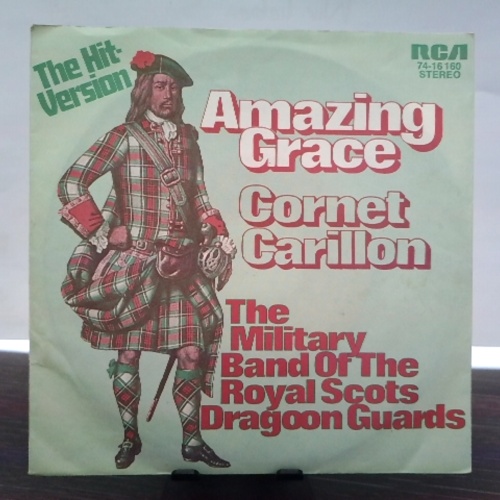 The Hit-
Version
RCA
74-16 160
STEREO
Amazing
Grace
Cornet
Carillon
The
Military
Band Of The
Royal Scots
Dragoon Guards